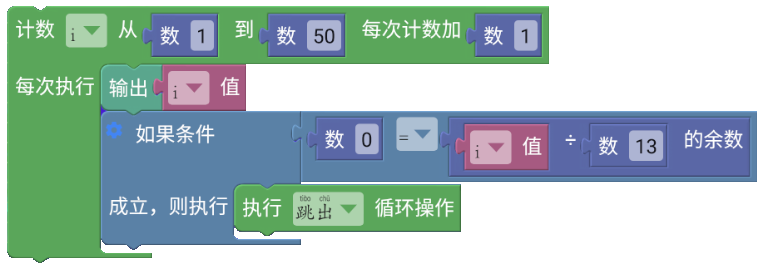 计数 i 从 数 1 到 数 50 每次计数加 数 1
每次执行 输出 i 值
如果条件 数 0 = i 值 ÷ 数 13 的余数
tiào chū
成立，则执行 执行 跳出 循环操作